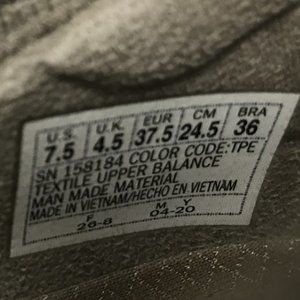 U.S. U.K. EUR CM BRA
7.5 4.5 37.5 24.5 36
SN 158184 COLOR CODE:TPE
TEXTILE UPPER BALANCE
MAN MADE MATERIAL
MADE IN VIETNAM/HECHO EN VIETNAM
F M Y
26-8 04-20